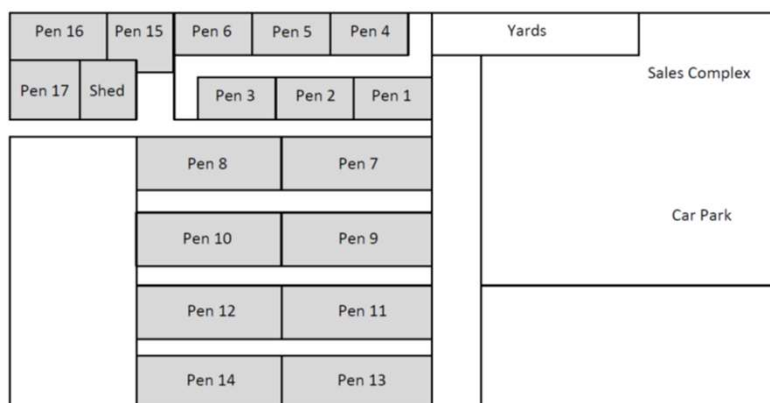 Pen 16
Pen 15
Pen 6
Pen 5
Pen 4
Yards
Sales Complex
Pen 17
Shed
Pen 3
Pen 2
Pen 1
Pen 8
Pen 7
Car Park
Pen 10
Pen 9
Pen 12
Pen 11
Pen 14
Pen 13